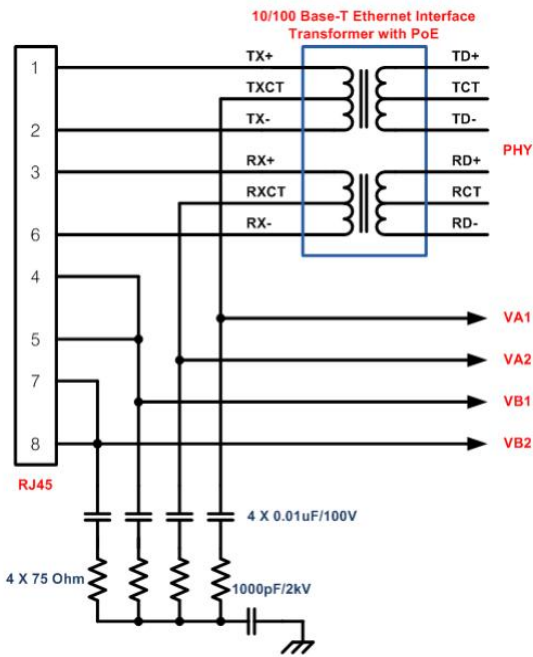 10/100 Base-T Ethernet Interface
Transformer with PoE
1
TX+
TD+
TXCT
TCT
2
TX-
TD-
PHY
3
RX+
RD+
RXCT
RCT
6
RX-
RD-
4
VA1
5
VA2
7
VB1
8
VB2
RJ45
4 X 0.01uF/100V
4 X 75 Ohm
1000pF/2kV